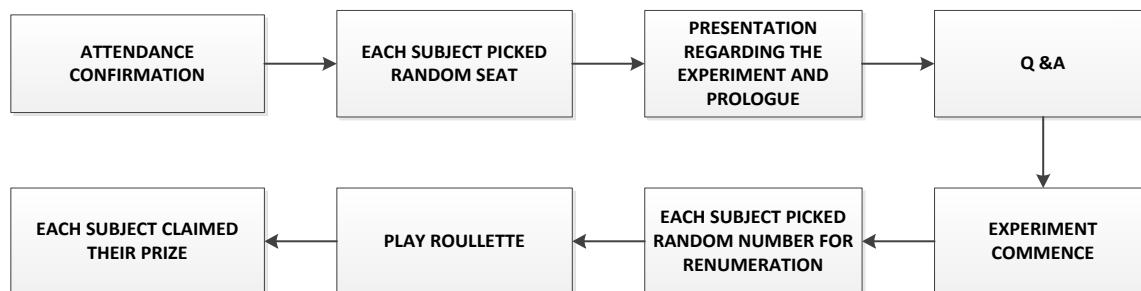 ATTENDANCE
CONFIRMATION
EACH SUBJECT PICKED
RANDOM SEAT
PRESENTATION
REGARDING THE
EXPERIMENT AND
PROLOGUE
Q &A
EXPERIMENT
COMMENCE
EACH SUBJECT PICKED
RANDOM NUMBER FOR
RENUMERATION
PLAY ROULLETTE
EACH SUBJECT CLAIMED
THEIR PRIZE